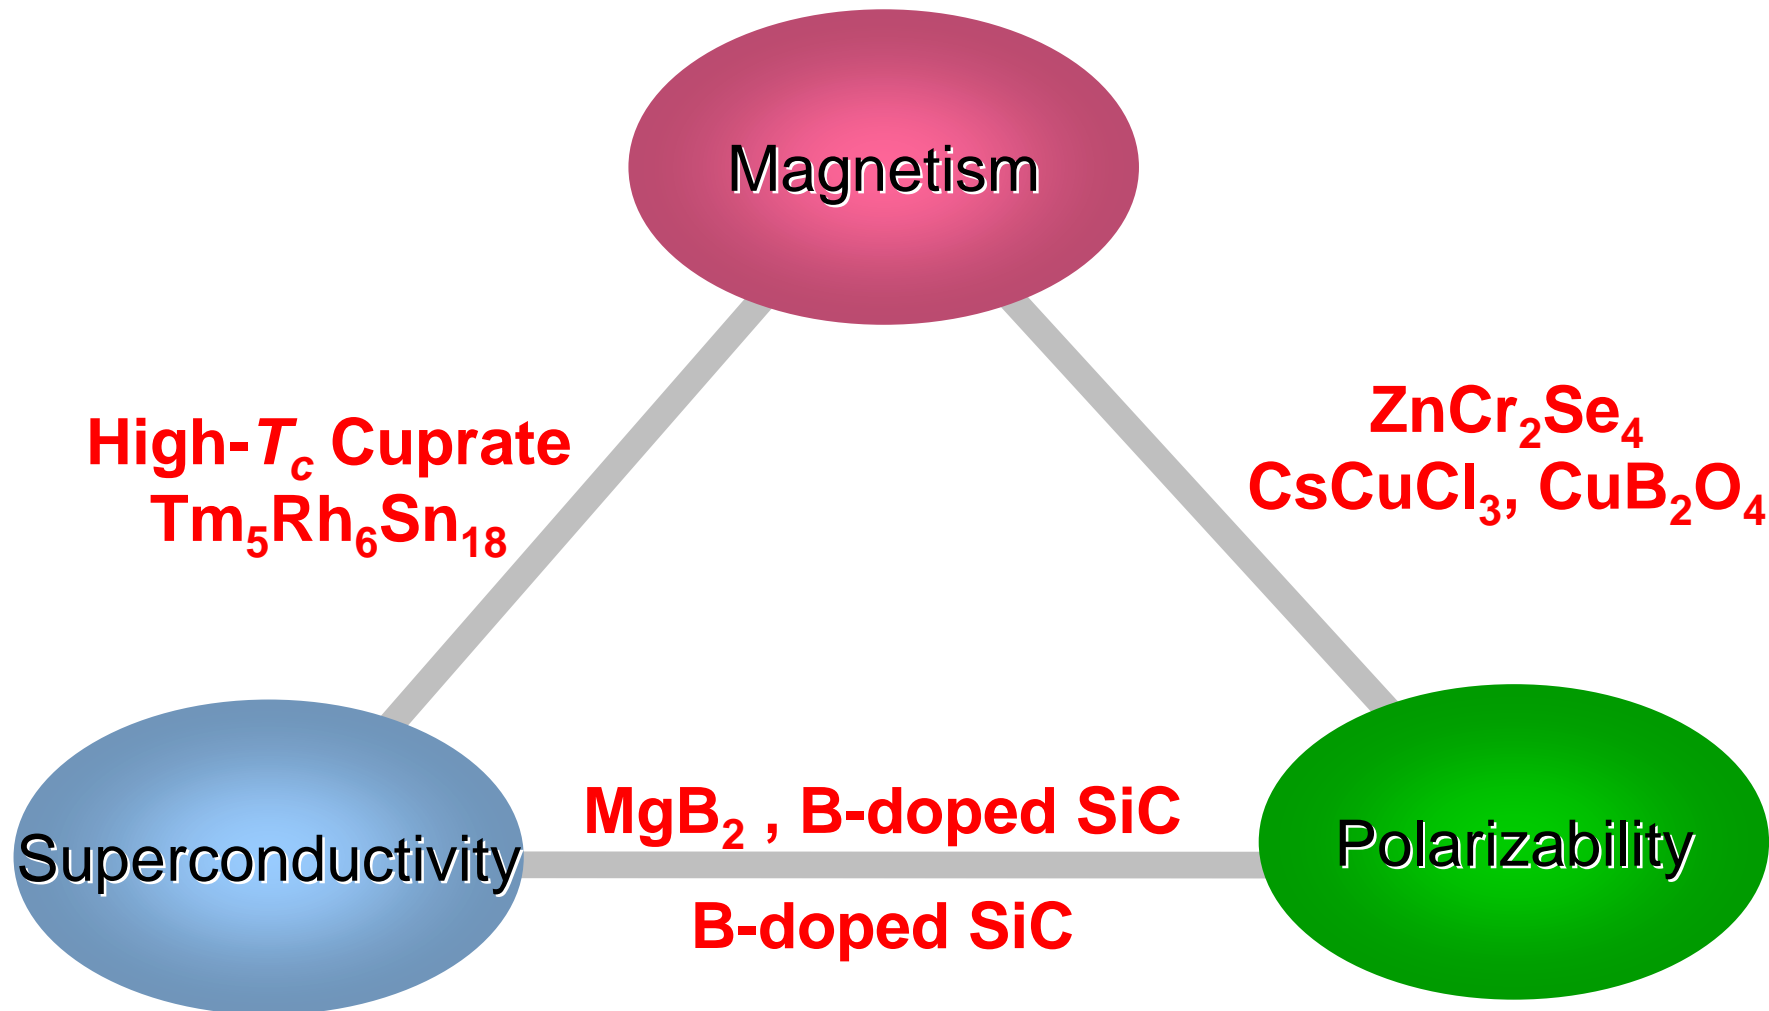 Magnetism
High-Tc Cuprate
Tm5Rh6Sn18
ZnCr2Se4
CsCuCl3, CuB2O4
MgB2 , B-doped SiC
Superconductivity
Polarizability
B-doped SiC